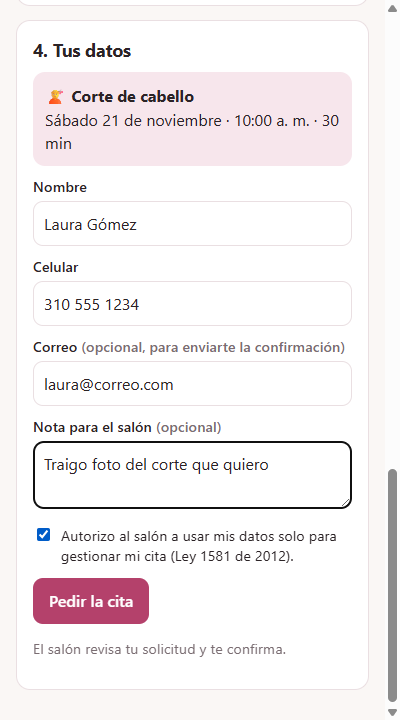 4. Tus datos
Corte de cabello
Sábado 21 de noviembre · 10:00 a. m. · 30
min
Nombre
Laura Gómez
Celular
310 555 1234
Correo (opcional, para enviarte la confirmación)
laura@correo.com
Nota para el salón (opcional)
Traigo foto del corte que quiero
Autorizo al salón a usar mis datos solo para
gestionar mi cita (Ley 1581 de 2012).
Pedir la cita
El salón revisa tu solicitud y te confirma.